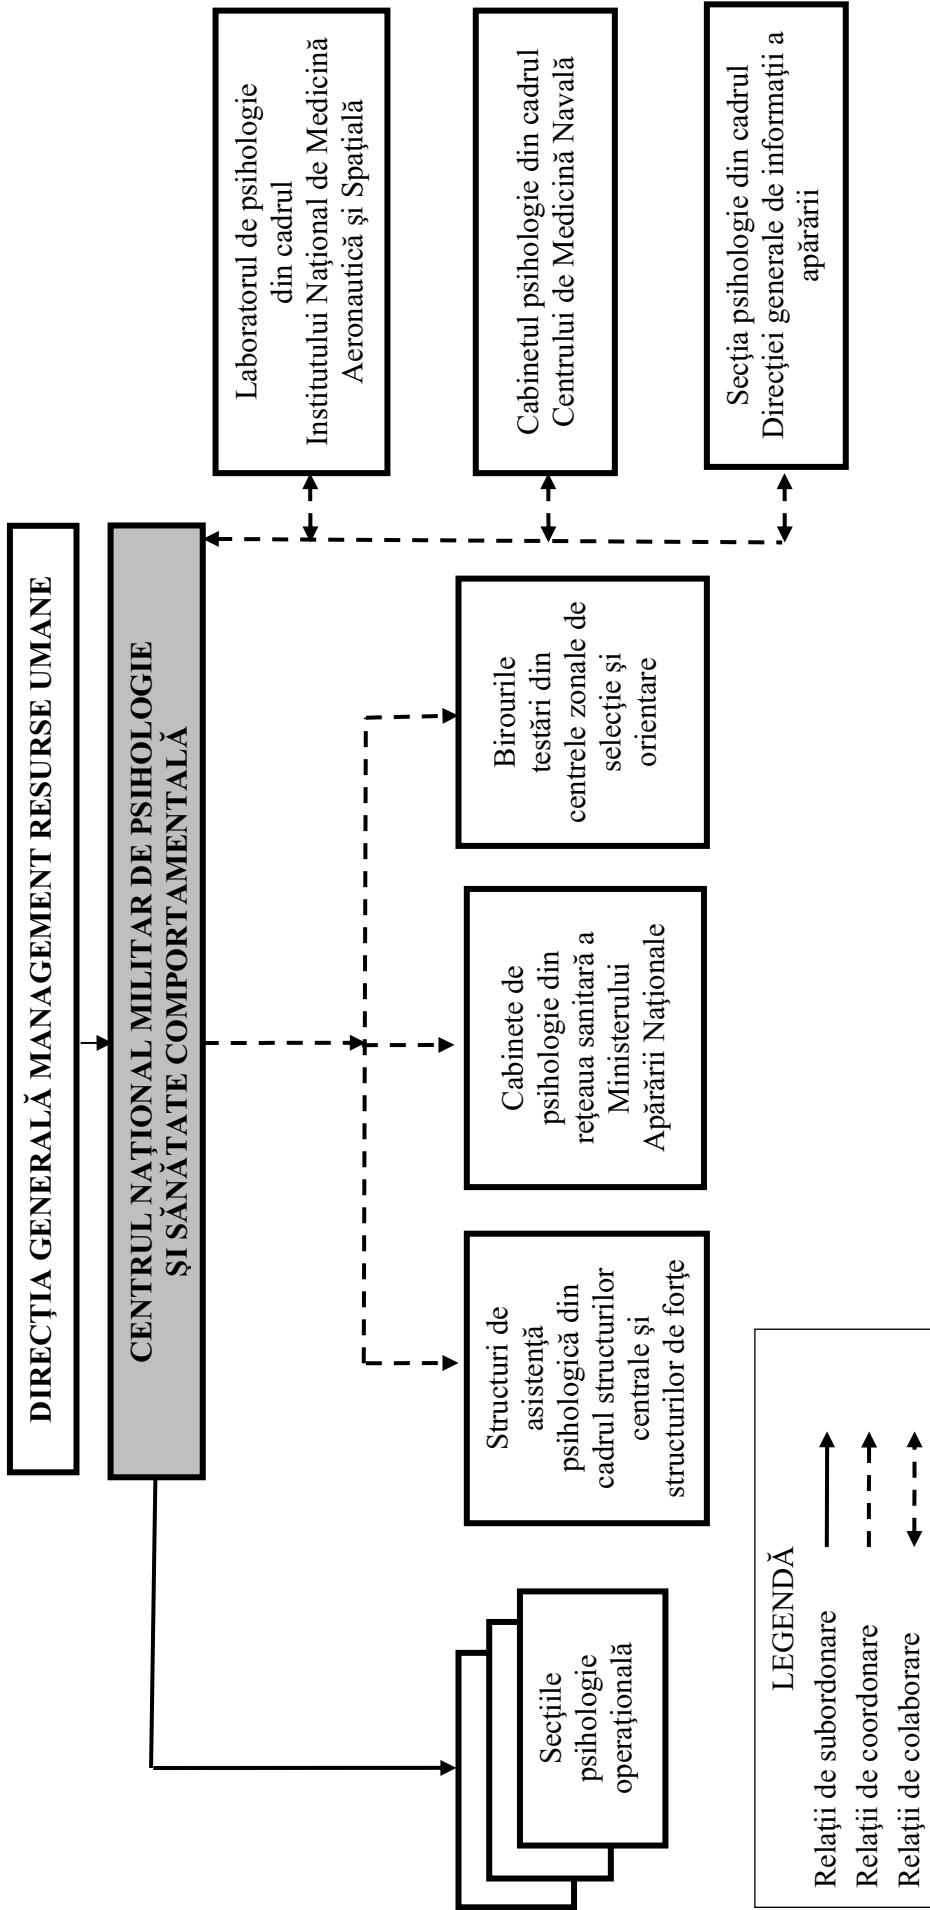 DIRECȚIA GENERALĂ MANAGEMENT RESURSE UMANE
CENTRUL NAȚIONAL MILITAR DE PSIHOLOGIE
ȘI SĂNĂTATE COMPORTAMENTALĂ
Secțiile
psihologie
operațională
Structuri de
asistență
psihologică din
cadrul structurilor
centrale și
structurilor de forțe
Cabinete de
psihologie din
rețeaua sanitară a
Ministerului
Apărării Naționale
Birourile
testări din
centrele zonale de
selecție și
orientare
Laboratorul de psihologie
din cadrul
Institutului Național de Medicină
Aeronautică și Spațială
Cabinetul psihologie din cadrul
Centrului de Medicină Navală
Secția psihologie din cadrul
Direcției generale de informații a
apărării
LEGENDĂ
Relații de subordonare
Relații de coordonare
Relații de colaborare